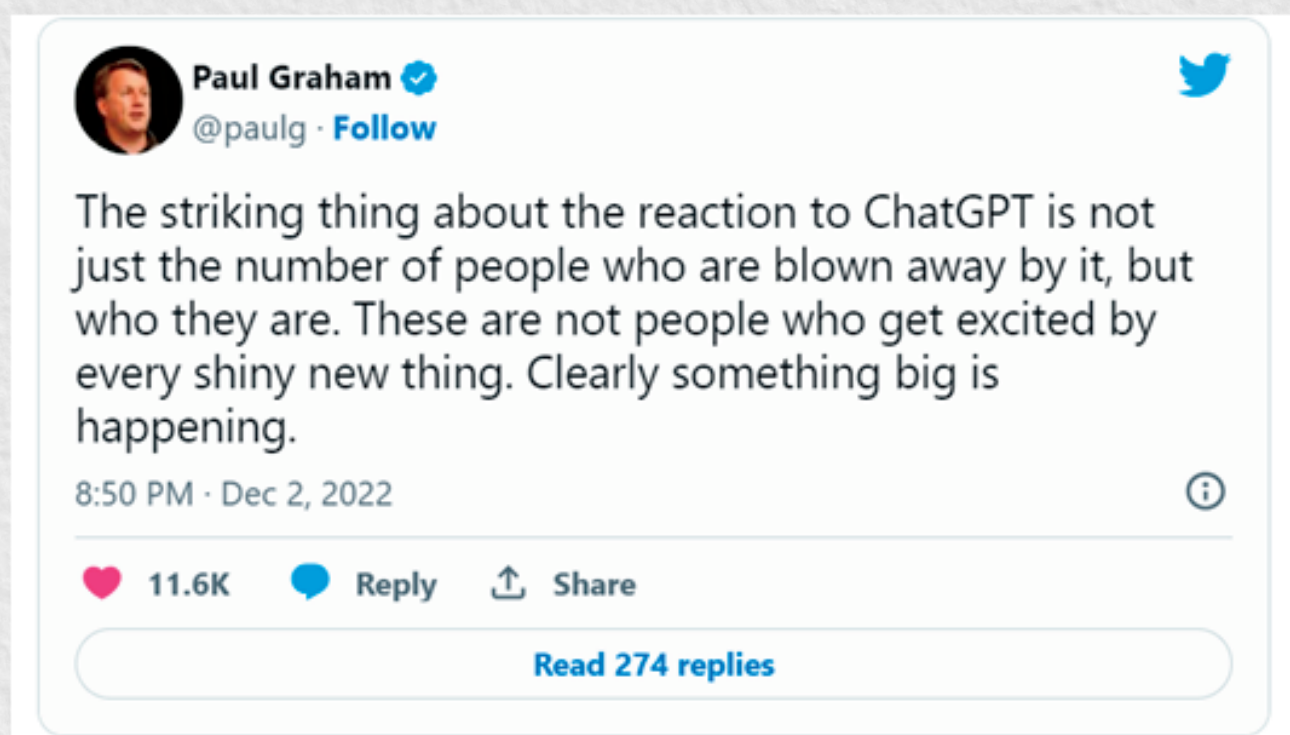 Paul Graham
@paulg · Follow
The striking thing about the reaction to ChatGPT is not
just the number of people who are blown away by it, but
who they are. These are not people who get excited by
every shiny new thing. Clearly something big is
happening.
8:50 PM · Dec 2, 2022
11.6K Reply Share
Read 274 replies